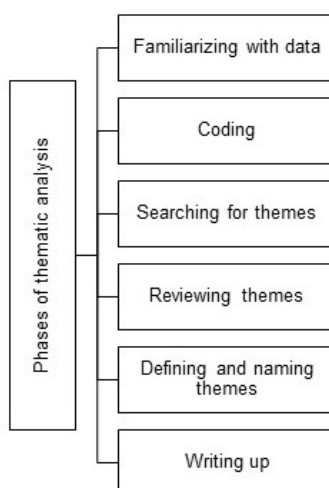 Phases of thematic analysis
Familiarizing with data
Coding
Searching for themes
Reviewing themes
Defining and naming
themes
Writing up